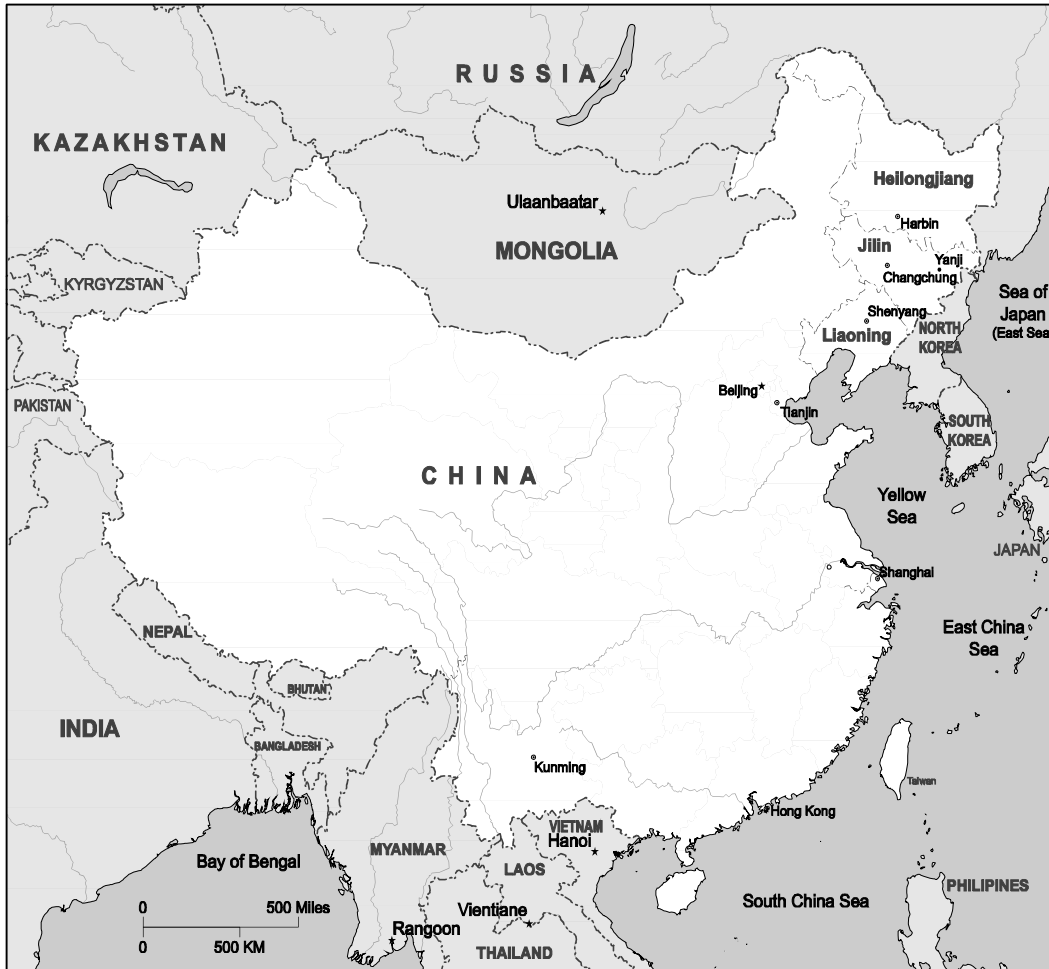 RUSSIA
KAZAKHSTAN
Heilongjiang
Ulaanbaatar
Harbin
MONGOLIA
Jilin
Yanji
KYRGYZSTAN
Changchung
Sea of
Japan
(East Sea
Shenyang
Liaoning
NORTH
KOREA
Beijing
PAKISTAN
Tianjin
SOUTH
KOREA
CHINA
Yellow
Sea
JAPAN
Shanghai
NEPAL
East China
Sea
BHUTAN
INDIA
BANGLADESH
Kunming
Taiwan
Hong Kong
VIETNAM
Hanoi
MYANMAR
Bay of Bengal
LAOS
PHILIPINES
South China Sea
0 500 Miles
Vientiane
Rangoon
0 500 KM
THAILAND